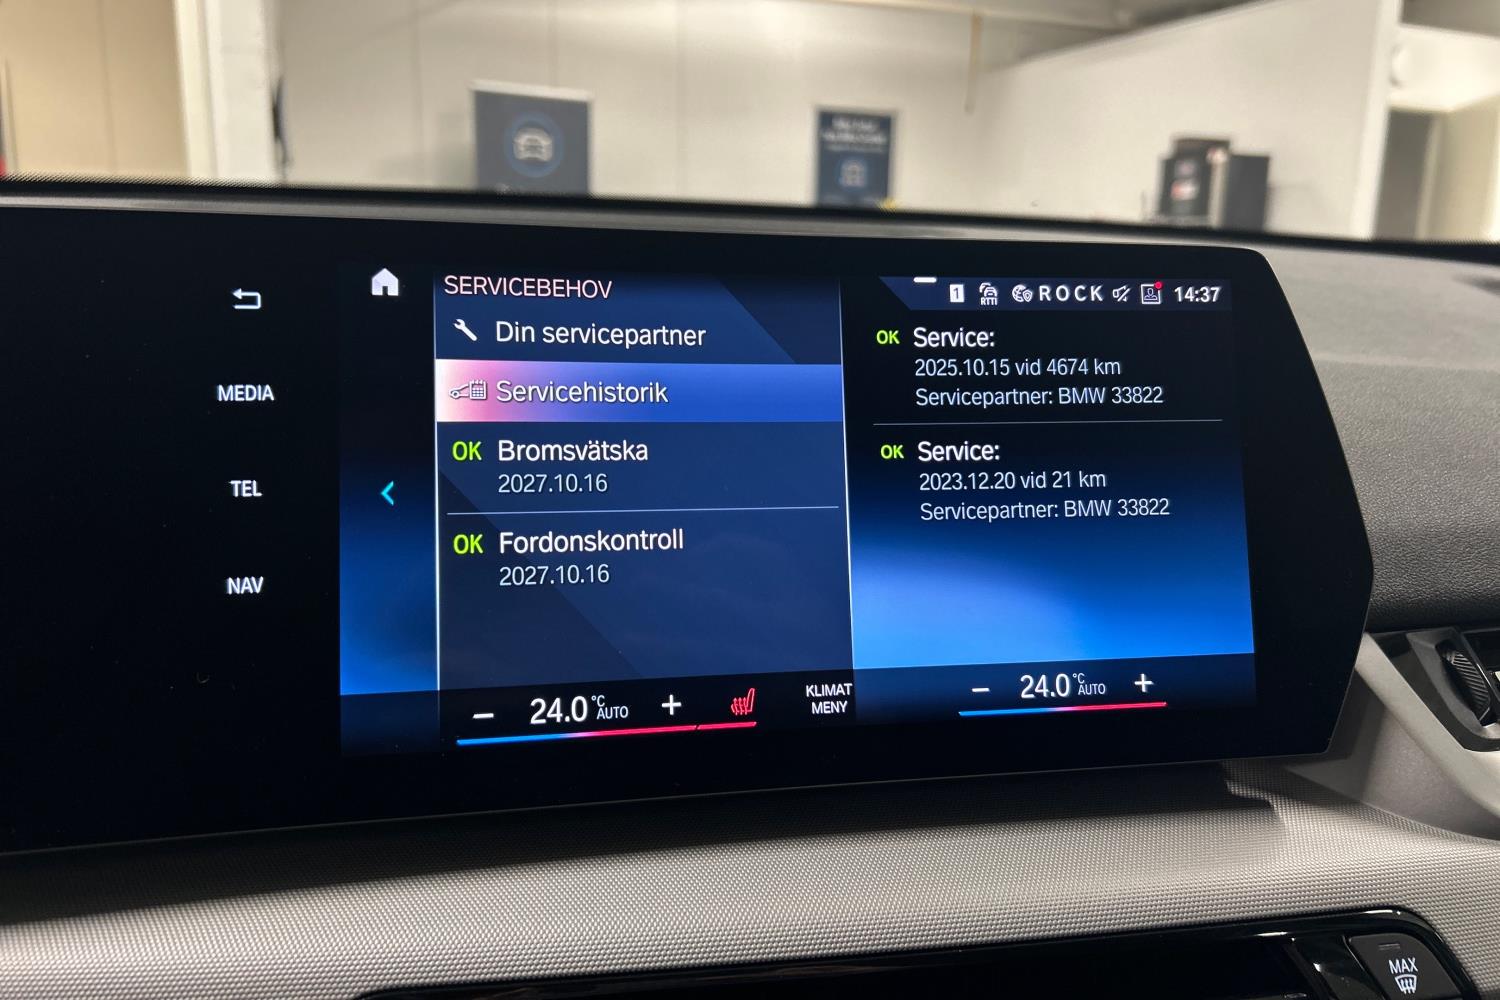 MEDIA
TEL
NAV
SERVICEBEHOV
Din servicepartner
Servicehistorik
OK Bromsvätska
2027.10.16
OK Fordonskontroll
2027.10.16
1 RTTI ROCK 14:37
OK Service:
2025.10.15 vid 4674 km
Servicepartner: BMW 33822
OK Service:
2023.12.20 vid 21 km
Servicepartner: BMW 33822
– 24.0 °C AUTO +
KLIMAT
MENY
– 24.0 °C AUTO +
MAX